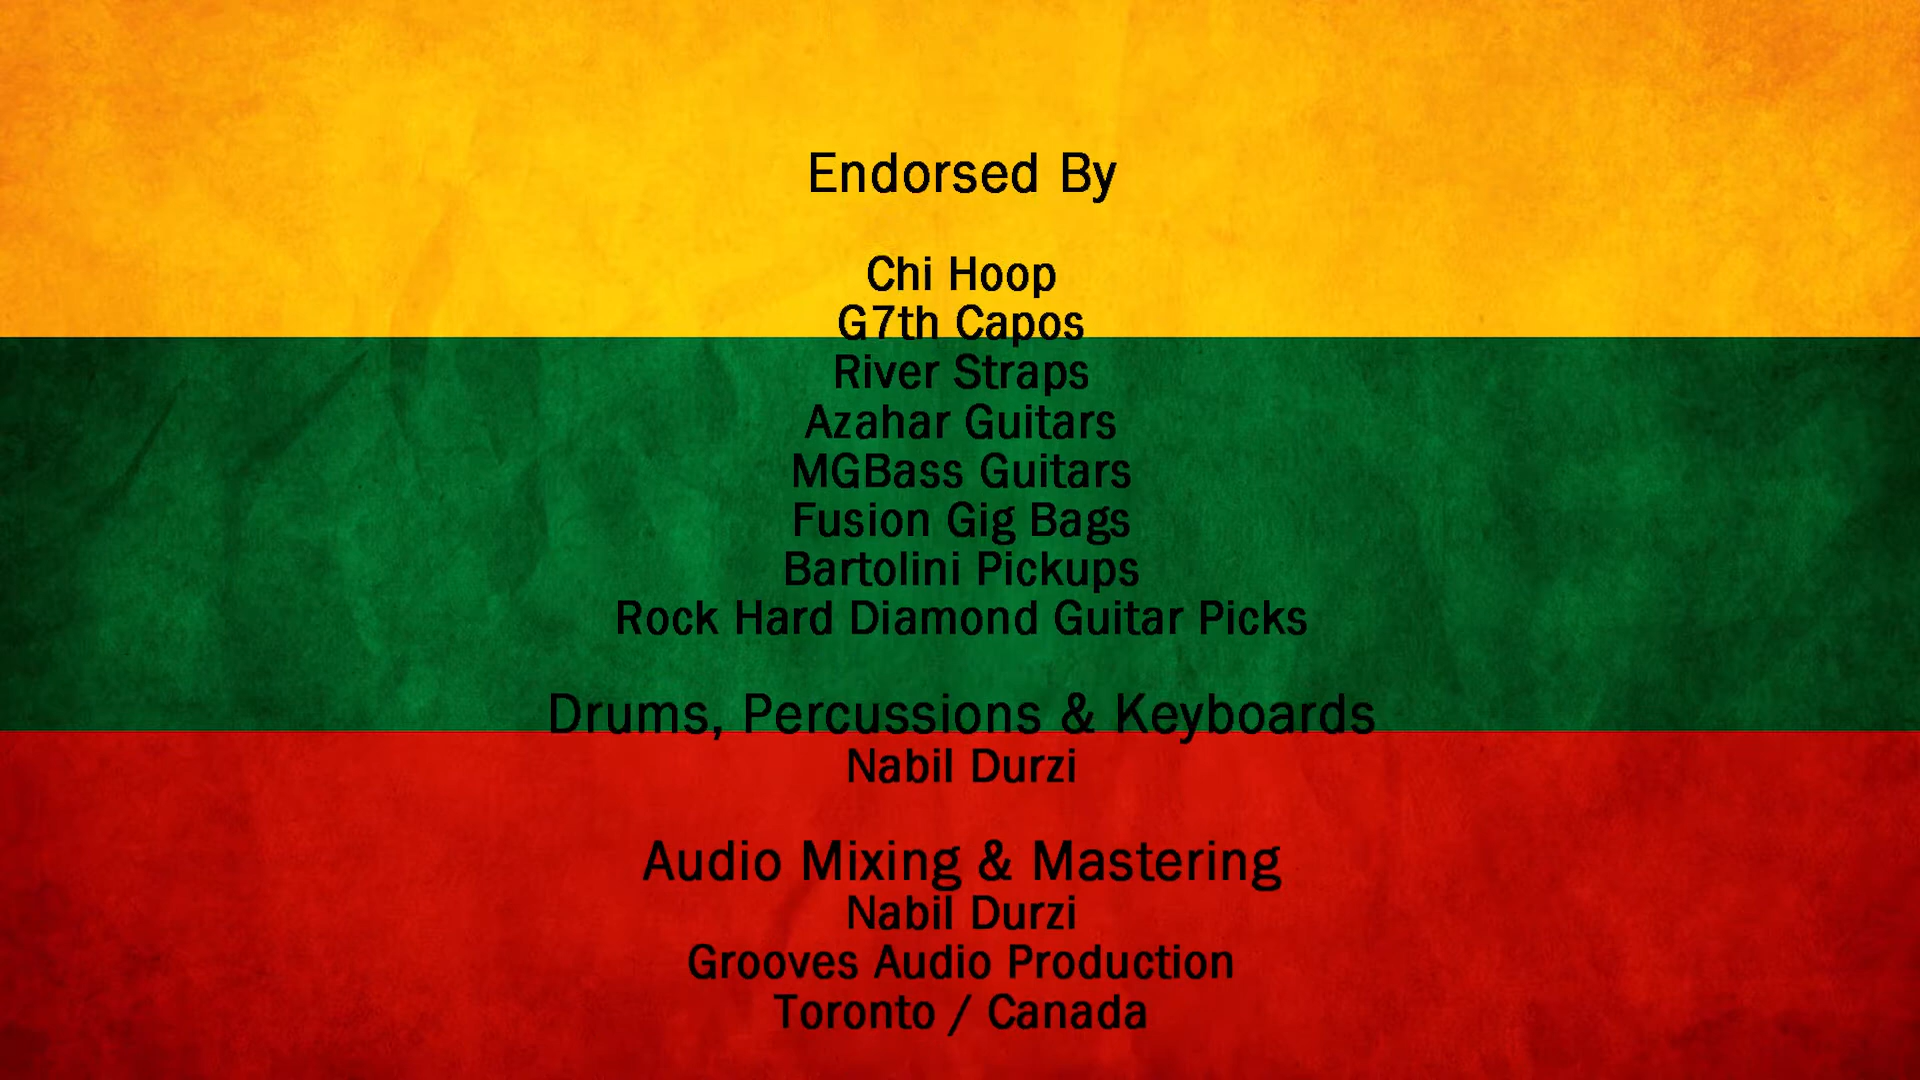 Endorsed By
Chi Hoop
G7th Capos
River Straps
Azahar Guitars
MGBass Guitars
Fusion Gig Bags
Bartolini Pickups
Rock Hard Diamond Guitar Picks
Drums, Percussions & Keyboards
Nabil Durzi
Audio Mixing & Mastering
Nabil Durzi
Grooves Audio Production
Toronto / Canada